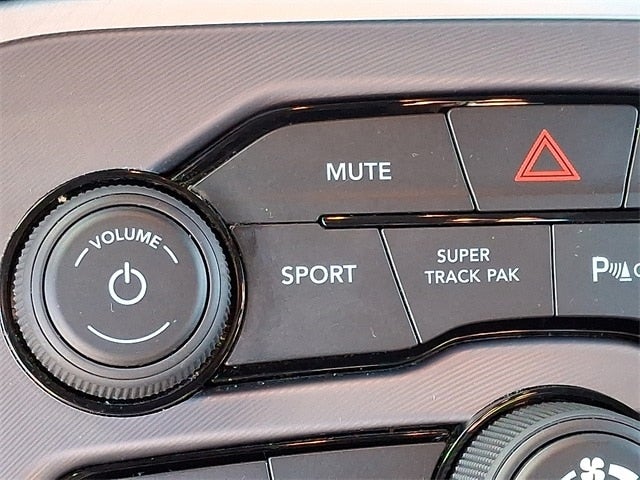 MUTE
VOLUME
SPORT
SUPER
TRACK PAK
P